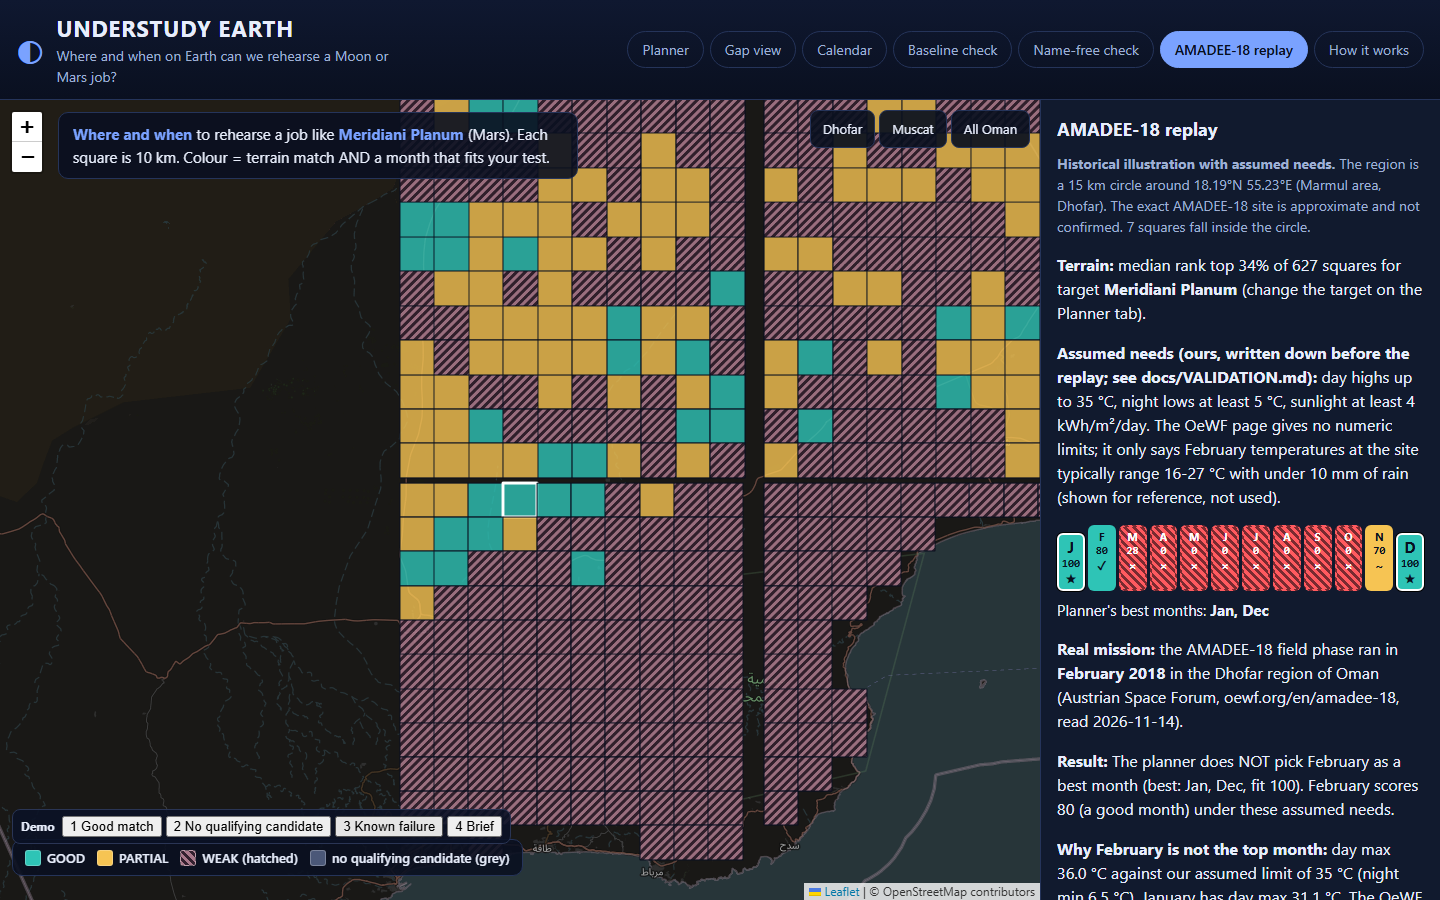 UNDERSTUDY EARTH
Where and when on Earth can we rehearse a Moon or
Mars job?
Planner
Gap view
Calendar
Baseline check
Name-free check
AMADEE-18 replay
How it works
+
−
Where and when to rehearse a job like Meridiani Planum (Mars). Each
square is 10 km. Colour = terrain match AND a month that fits your test.
Dhofar
Muscat
All Oman
AMADEE-18 replay
Historical illustration with assumed needs. The region is
a 15 km circle around 18.19°N 55.23°E (Marmul area,
Dhofar). The exact AMADEE-18 site is approximate and not
confirmed. 7 squares fall inside the circle.
Terrain: median rank top 34% of 627 squares for
target Meridiani Planum (change the target on the
Planner tab).
Assumed needs (ours, written down before the
replay; see docs/VALIDATION.md): day highs up
to 35 °C, night lows at least 5 °C, sunlight at least 4
kWh/m²/day. The OeWF page gives no numeric
limits; it only says February temperatures at the site
typically range 16-27 °C with under 10 mm of rain
(shown for reference, not used).
J F M A M J J A S O N D
100 80 28 0 0 0 0 0 0 0 70 100
★ ✓ × × × × × × × × ~ ★
Planner's best months: Jan, Dec
Real mission: the AMADEE-18 field phase ran in
February 2018 in the Dhofar region of Oman
(Austrian Space Forum, oewf.org/en/amadee-18,
read 2026-11-14).
Result: The planner does NOT pick February as a
best month (best: Jan, Dec, fit 100). February scores
80 (a good month) under these assumed needs.
Why February is not the top month: day max
36.0 °C against our assumed limit of 35 °C (night
min 6.5 °C). January has day max 31.1 °C. The OeWF
Demo
1 Good match
2 No qualifying candidate
3 Known failure
4 Brief
GOOD
PARTIAL
WEAK (hatched)
no qualifying candidate (grey)
طاقة
مرباط
سدح
Leaflet | © OpenStreetMap contributors